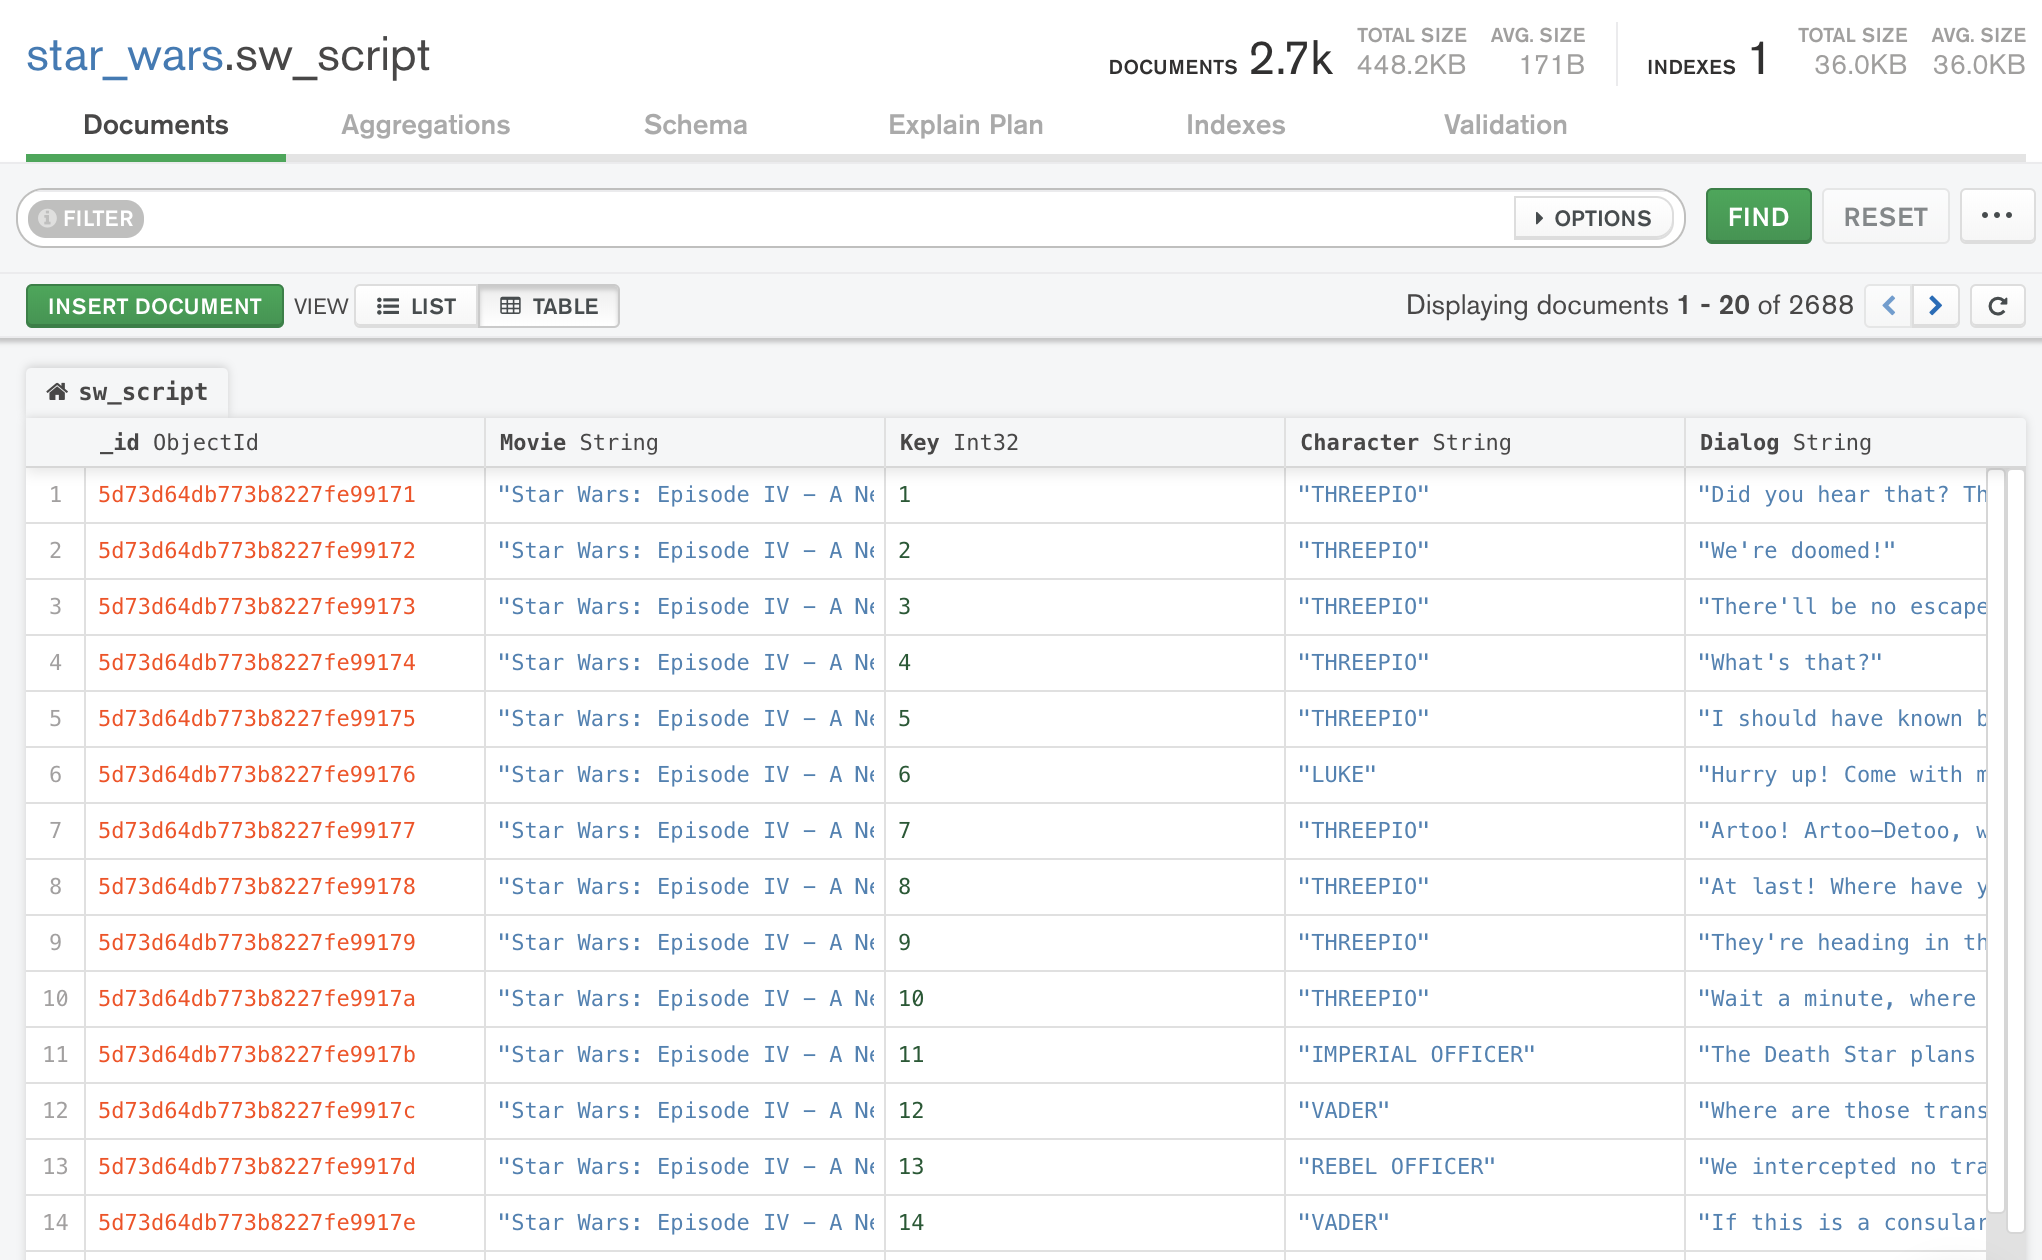 star_wars.sw_script
DOCUMENTS 2.7k TOTAL SIZE 448.2KB AVG. SIZE 171B INDEXES 1 TOTAL SIZE 36.0KB AVG. SIZE 36.0KB
Documents Aggregations Schema Explain Plan Indexes Validation
FILTER OPTIONS FIND RESET ...
INSERT DOCUMENT VIEW LIST TABLE Displaying documents 1 - 20 of 2688
sw_script
_id ObjectId Movie String Key Int32 Character String Dialog String
1 5d73d64db773b8227fe99171 "Star Wars: Episode IV - A Ne 1 "THREEPIO" "Did you hear that? Th
2 5d73d64db773b8227fe99172 "Star Wars: Episode IV - A Ne 2 "THREEPIO" "We're doomed!"
3 5d73d64db773b8227fe99173 "Star Wars: Episode IV - A Ne 3 "THREEPIO" "There'll be no escape
4 5d73d64db773b8227fe99174 "Star Wars: Episode IV - A Ne 4 "THREEPIO" "What's that?"
5 5d73d64db773b8227fe99175 "Star Wars: Episode IV - A Ne 5 "THREEPIO" "I should have known b
6 5d73d64db773b8227fe99176 "Star Wars: Episode IV - A Ne 6 "LUKE" "Hurry up! Come with m
7 5d73d64db773b8227fe99177 "Star Wars: Episode IV - A Ne 7 "THREEPIO" "Artoo! Artoo-Detoo, w
8 5d73d64db773b8227fe99178 "Star Wars: Episode IV - A Ne 8 "THREEPIO" "At last! Where have y
9 5d73d64db773b8227fe99179 "Star Wars: Episode IV - A Ne 9 "THREEPIO" "They're heading in th
10 5d73d64db773b8227fe9917a "Star Wars: Episode IV - A Ne 10 "THREEPIO" "Wait a minute, where
11 5d73d64db773b8227fe9917b "Star Wars: Episode IV - A Ne 11 "IMPERIAL OFFICER" "The Death Star plans
12 5d73d64db773b8227fe9917c "Star Wars: Episode IV - A Ne 12 "VADER" "Where are those trans
13 5d73d64db773b8227fe9917d "Star Wars: Episode IV - A Ne 13 "REBEL OFFICER" "We intercepted no tra
14 5d73d64db773b8227fe9917e "Star Wars: Episode IV - A Ne 14 "VADER" "If this is a consular